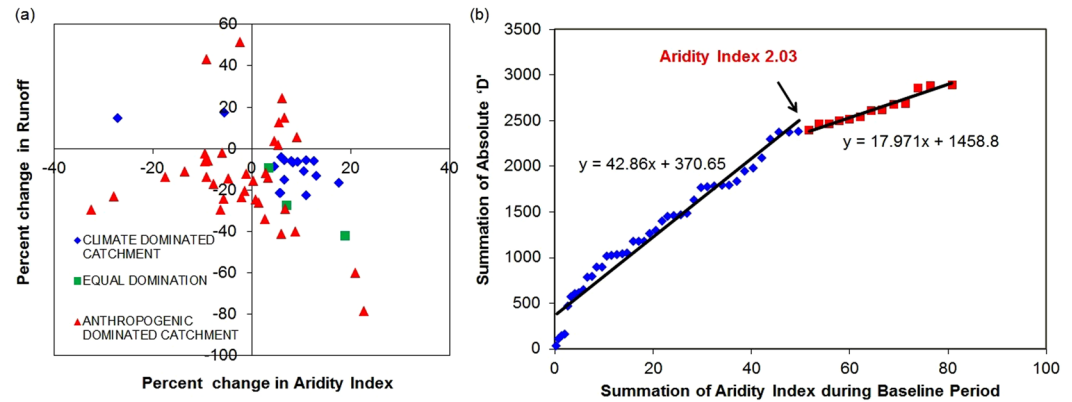 (a)
60
40
20
0
-20
-40
-60
-80
-100
-40
-20
0
20
40
Percent change in Runoff
Percent change in Aridity Index
CLIMATE DOMINATED
CATCHMENT
EQUAL DOMINATION
ANTHROPOGENIC
DOMINATED CATCHMENT
(b)
3500
3000
2500
2000
1500
1000
500
0
0
20
40
60
80
100
Summation of Absolute 'D'
Summation of Aridity Index during Baseline Period
Aridity Index 2.03
y = 42.86x + 370.65
y = 17.971x + 1458.8